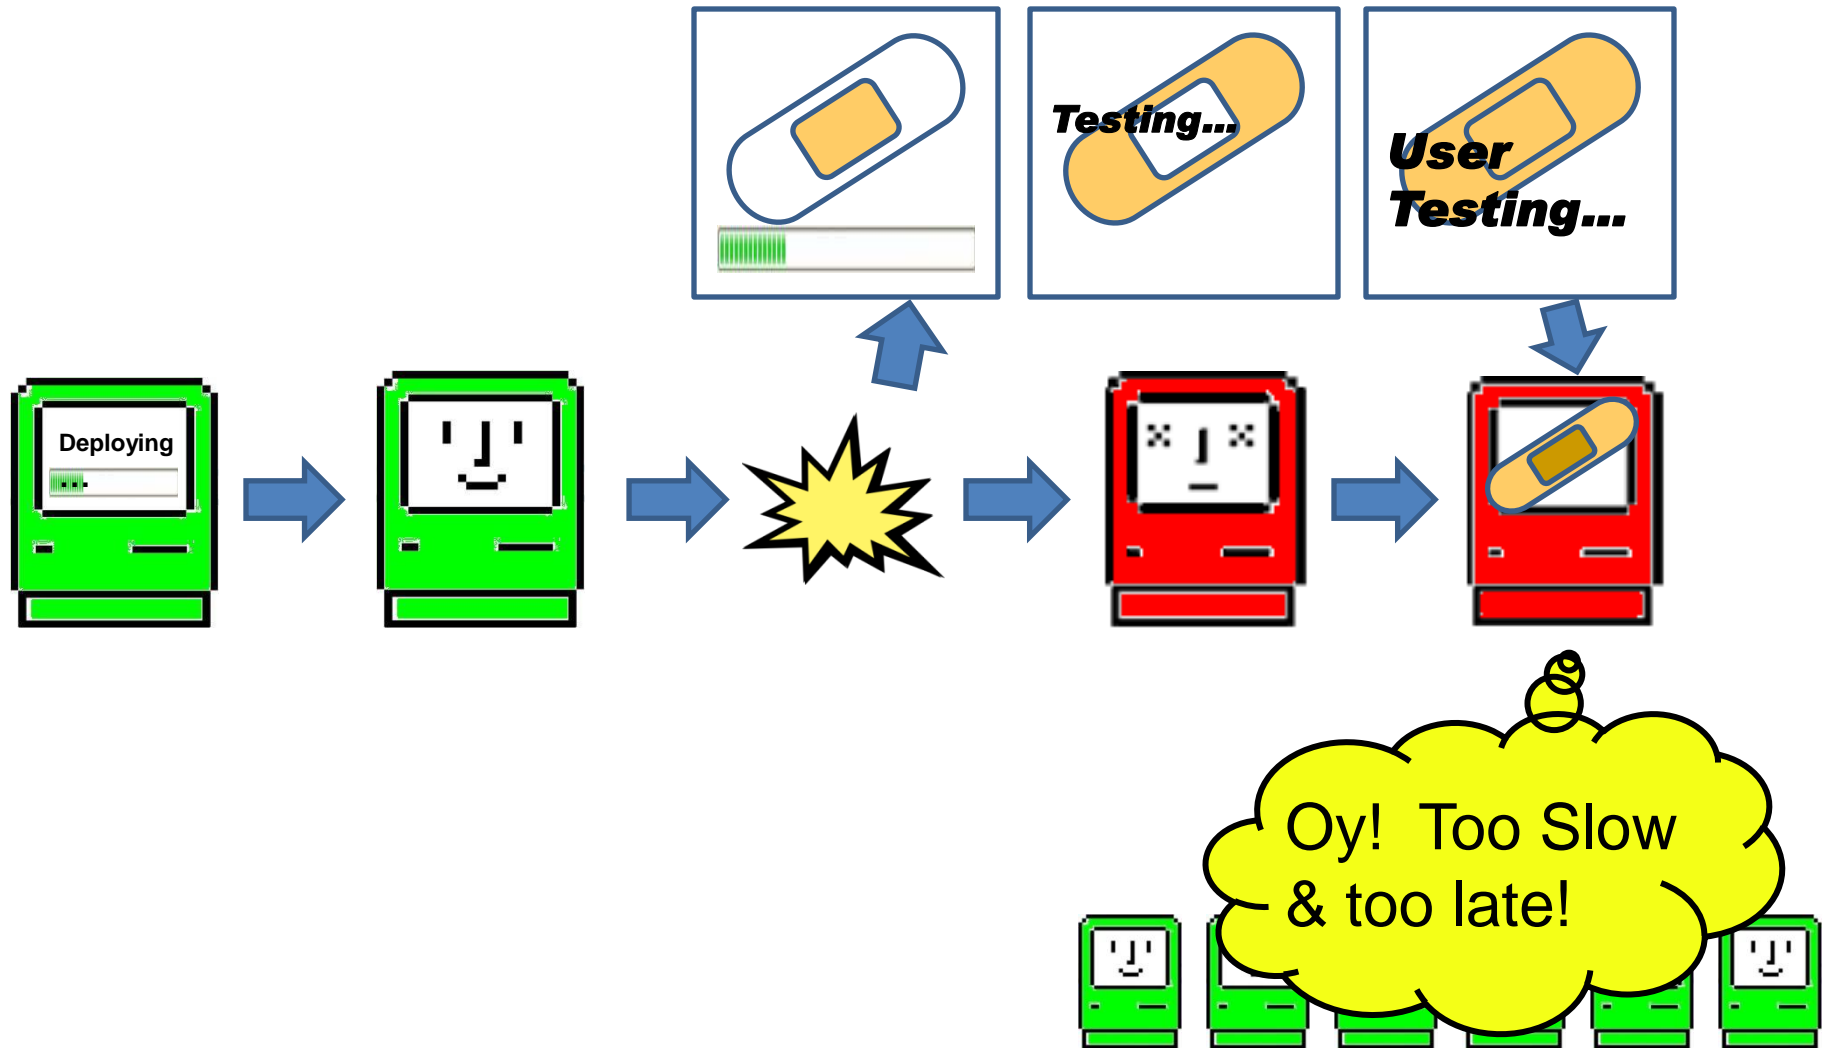 Testing...
User
Testing...
Deploying
...
Oy!  Too Slow
& too late!